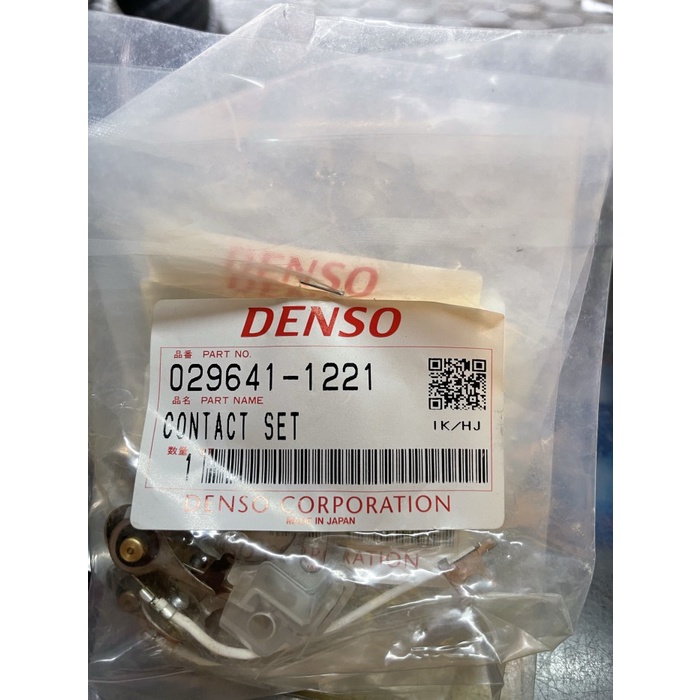 DENSO
DENSO
品番 PART NO.
029641-1221
品名 PART NAME
CONTACT SET
1K/HJ
数量
1
DENSO CORPORATION
MADE IN JAPAN